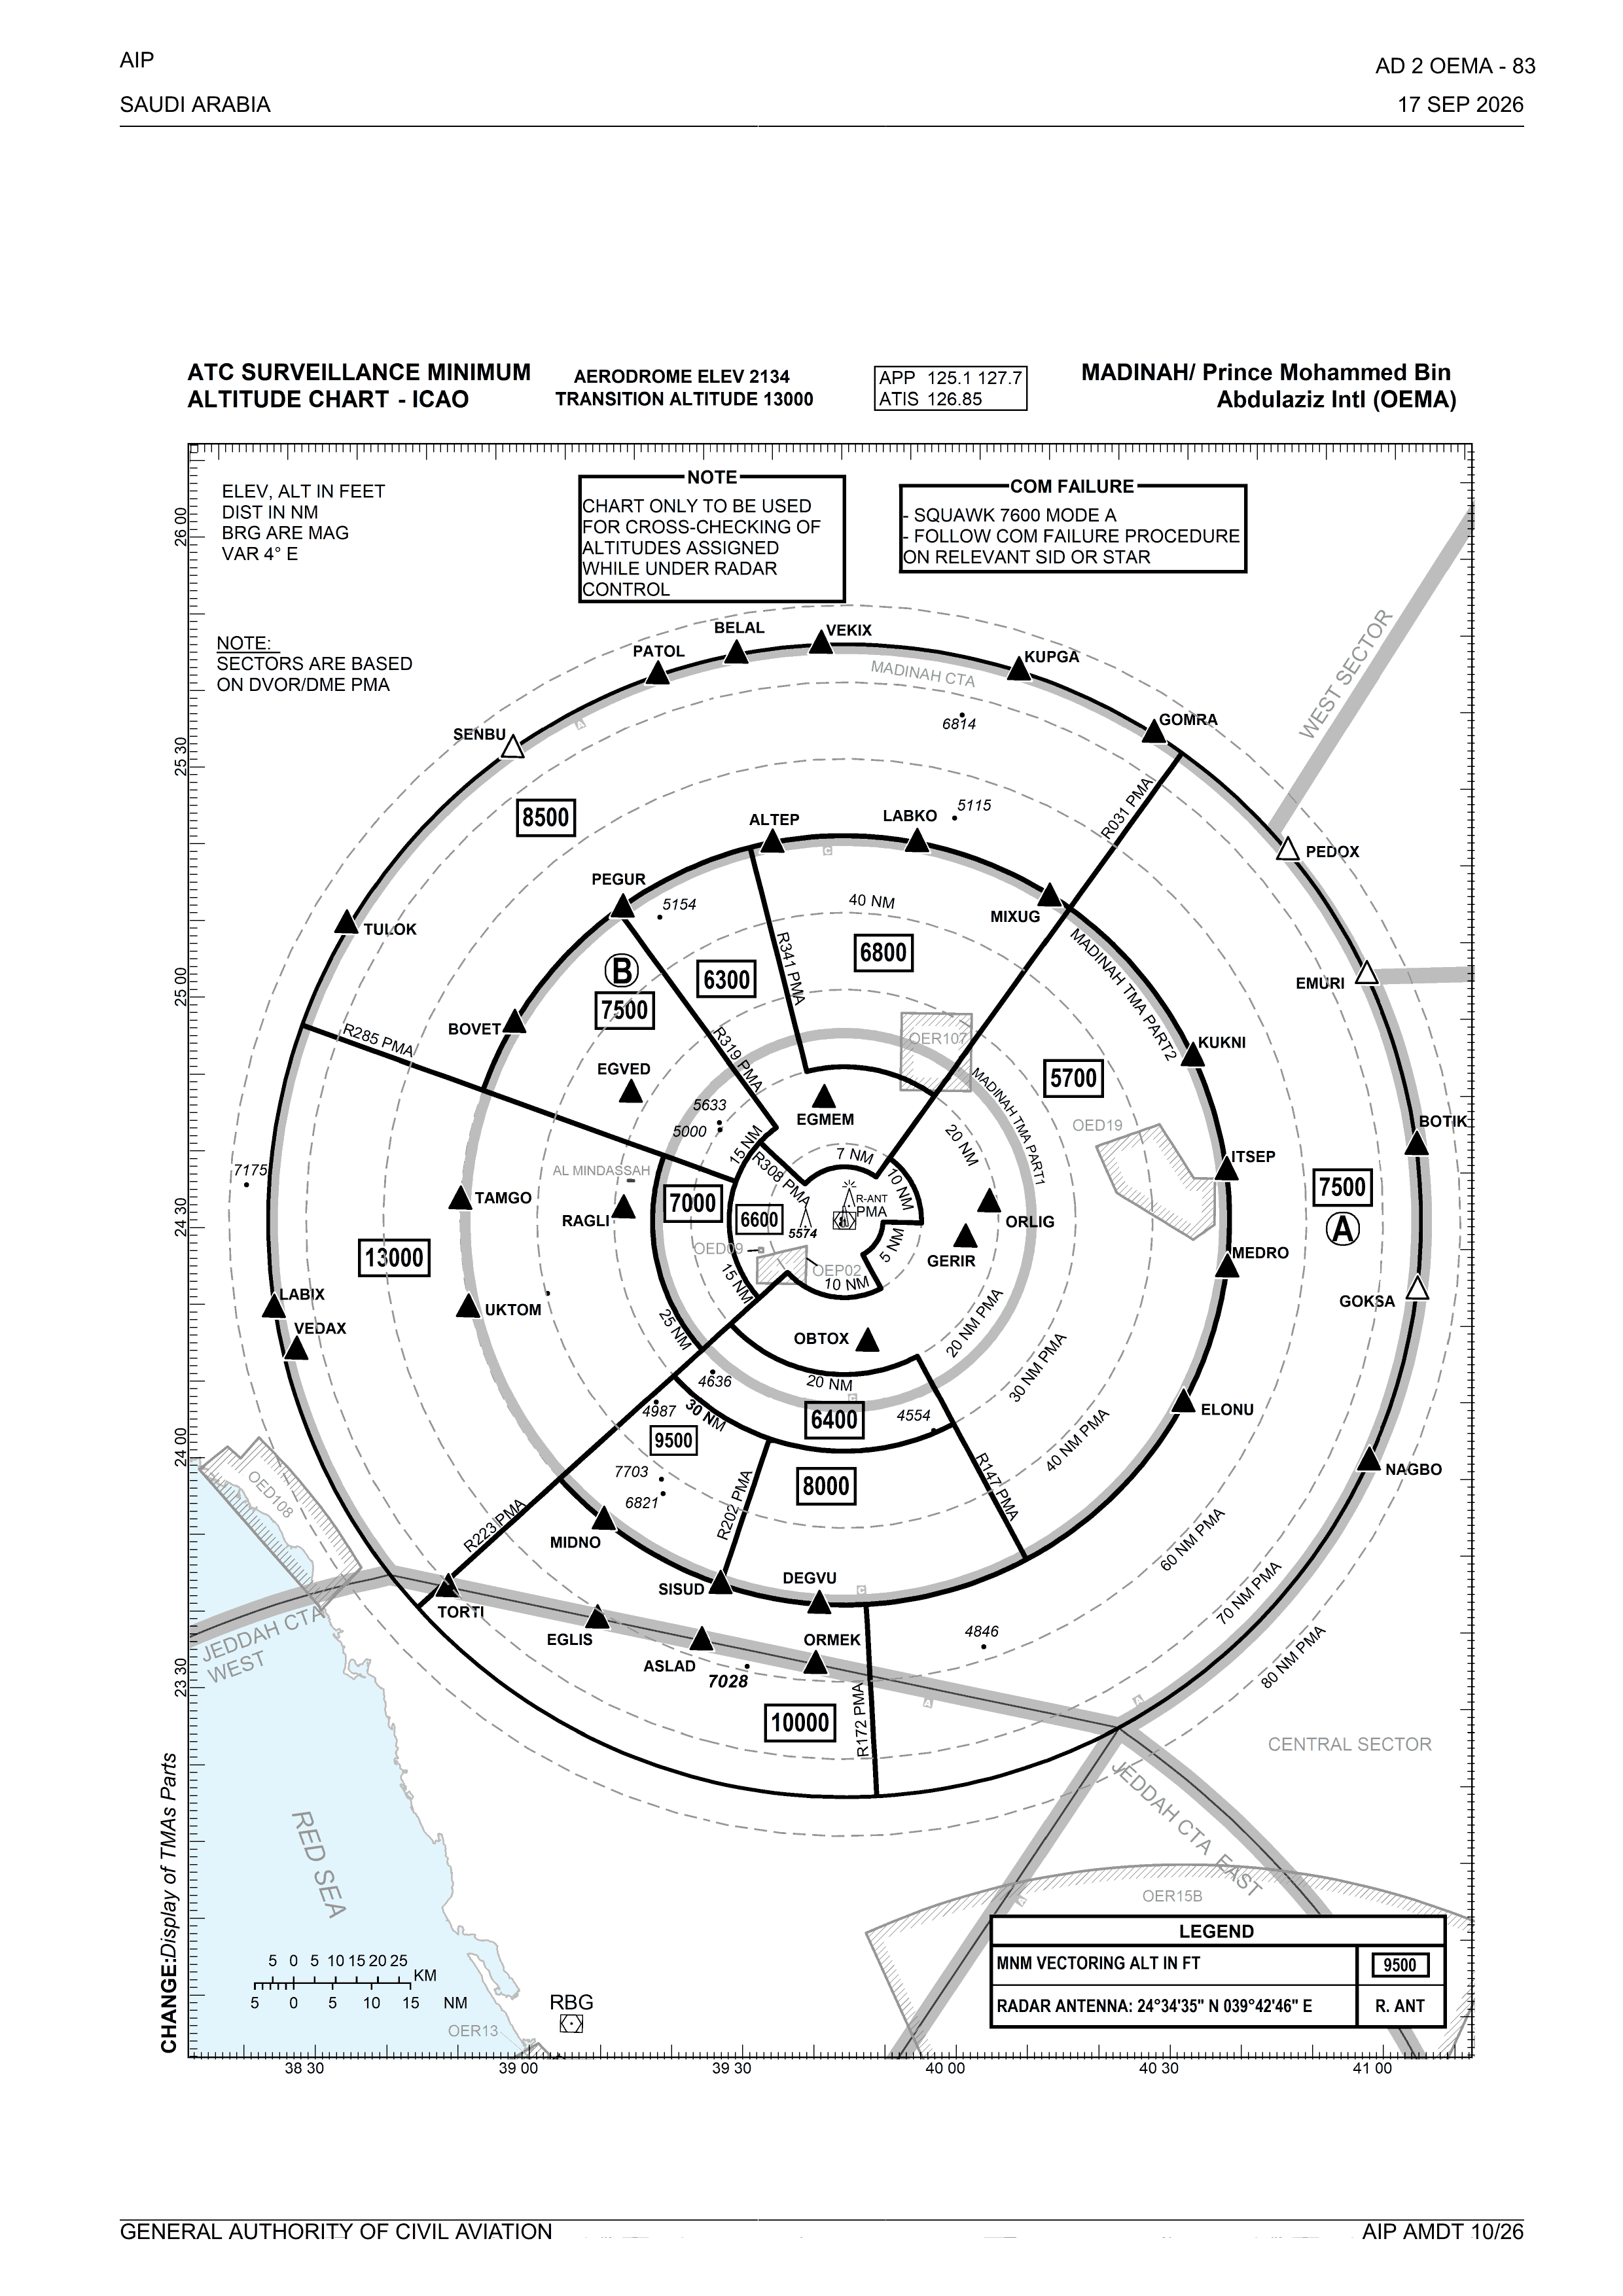 AIP
AD 2 OEMA - 83
SAUDI ARABIA
17 SEP 2026
ATC SURVEILLANCE MINIMUM
ALTITUDE CHART - ICAO
AERODROME ELEV 2134
TRANSITION ALTITUDE 13000
APP 125.1 127.7
ATIS 126.85
MADINAH/ Prince Mohammed Bin
Abdulaziz Intl (OEMA)
ELEV, ALT IN FEET
DIST IN NM
BRG ARE MAG
VAR 4° E
NOTE
CHART ONLY TO BE USED
FOR CROSS-CHECKING OF
ALTITUDES ASSIGNED
WHILE UNDER RADAR
CONTROL
COM FAILURE
- SQUAWK 7600 MODE A
- FOLLOW COM FAILURE PROCEDURE
ON RELEVANT SID OR STAR
NOTE:
SECTORS ARE BASED
ON DVOR/DME PMA
26 00
25 30
25 00
24 30
24 00
23 30
BELAL
VEKIX
PATOL
KUPGA
MADINAH CTA
WEST SECTOR
SENBU
A
6814
GOMRA
8500
R031 PMA
5115
ALTEP
LABKO
C
PEDOX
PEGUR
5154
40 NM
MIXUG
TULOK
R341 PMA
6800
MADINAH TMA PART2
B
6300
7500
EMURI
BOVET
R285 PMA
R319 PMA
OER107
KUKNI
EGVED
5700
MADINAH TMA PART1
5633
5000
EGMEM
20 NM
OED19
BOTIK
15 NM
7 NM
ITSEP
7175
AL MINDASSAH
R308 PMA
10 NM
7500
A
TAMGO
7000
R-ANT
PMA
RAGLI
6600
5574
ORLIG
OED09
5 NM
GERIR
MEDRO
13000
OEP02
10 NM
15 NM
GOKSA
LABIX
UKTOM
VEDAX
25 NM
OBTOX
20 NM PMA
30 NM PMA
4636
20 NM
C
4987
30 NM
6400
4554
ELONU
9500
40 NM PMA
NAGBO
7703
8000
R147 PMA
6821
OED108
R202 PMA
R223 PMA
MIDNO
60 NM PMA
SISUD
DEGVU
C
TORTI
70 NM PMA
EGLIS
ORMEK
4846
JEDDAH CTA
WEST
ASLAD
7028
80 NM PMA
R172 PMA
A
A
10000
CENTRAL SECTOR
JEDDAH CTA EAST
RED SEA
OER15B
CHANGE:Display of TMAs Parts
LEGEND
MNM VECTORING ALT IN FT
9500
RADAR ANTENNA: 24°34'35" N 039°42'46" E
R. ANT
5 0 5 10 15 20 25
KM
5 0 5 10 15 NM
RBG
OER13
38 30
39 00
39 30
40 00
40 30
41 00
GENERAL AUTHORITY OF CIVIL AVIATION
AIP AMDT 10/26